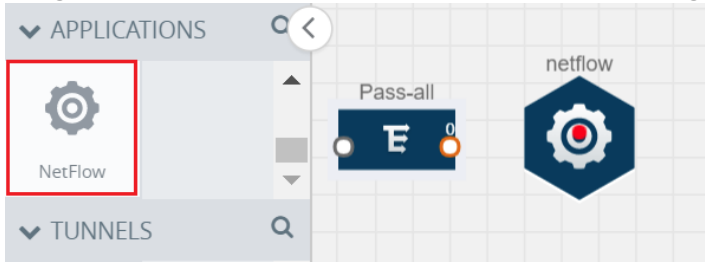 APPLICATIONS
NetFlow
TUNNELS
Pass-all
0
netflow